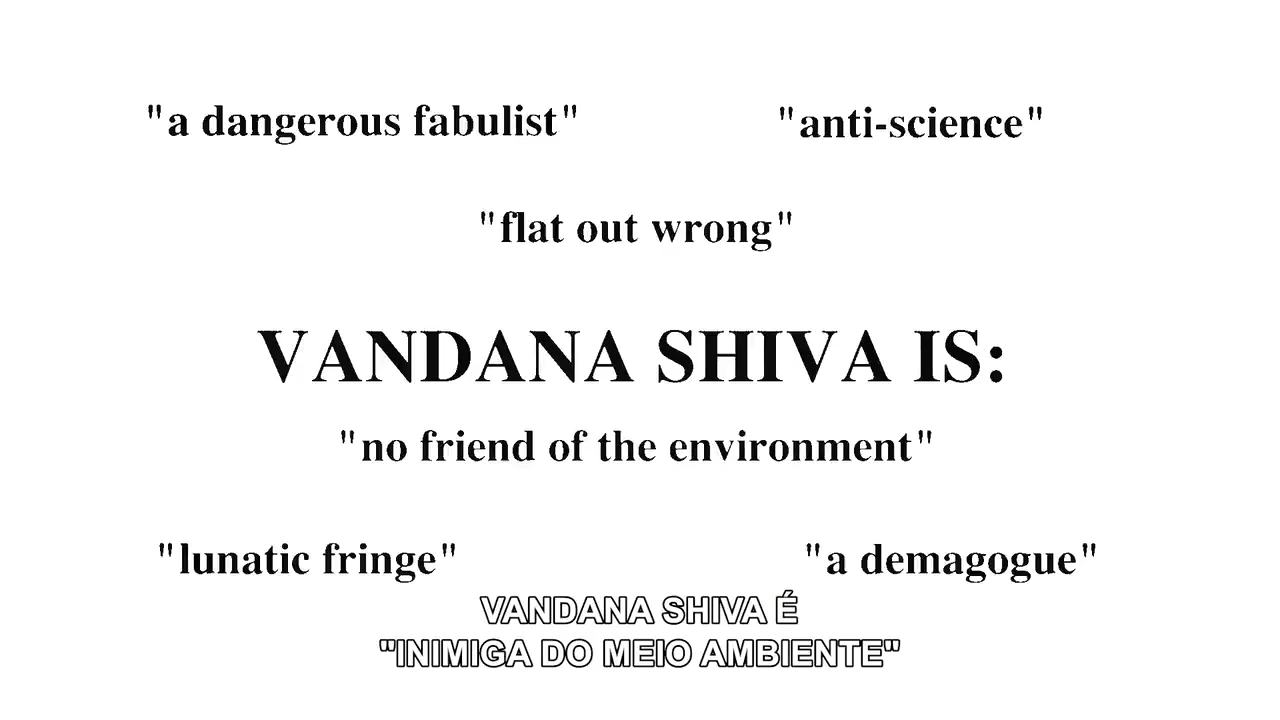 "a dangerous fabulist" "anti-science"
"flat out wrong"
VANDANA SHIVA IS:
"no friend of the environment"
"lunatic fringe" "a demagogue"
VANDANA SHIVA É
"INIMIGA DO MEIO AMBIENTE"